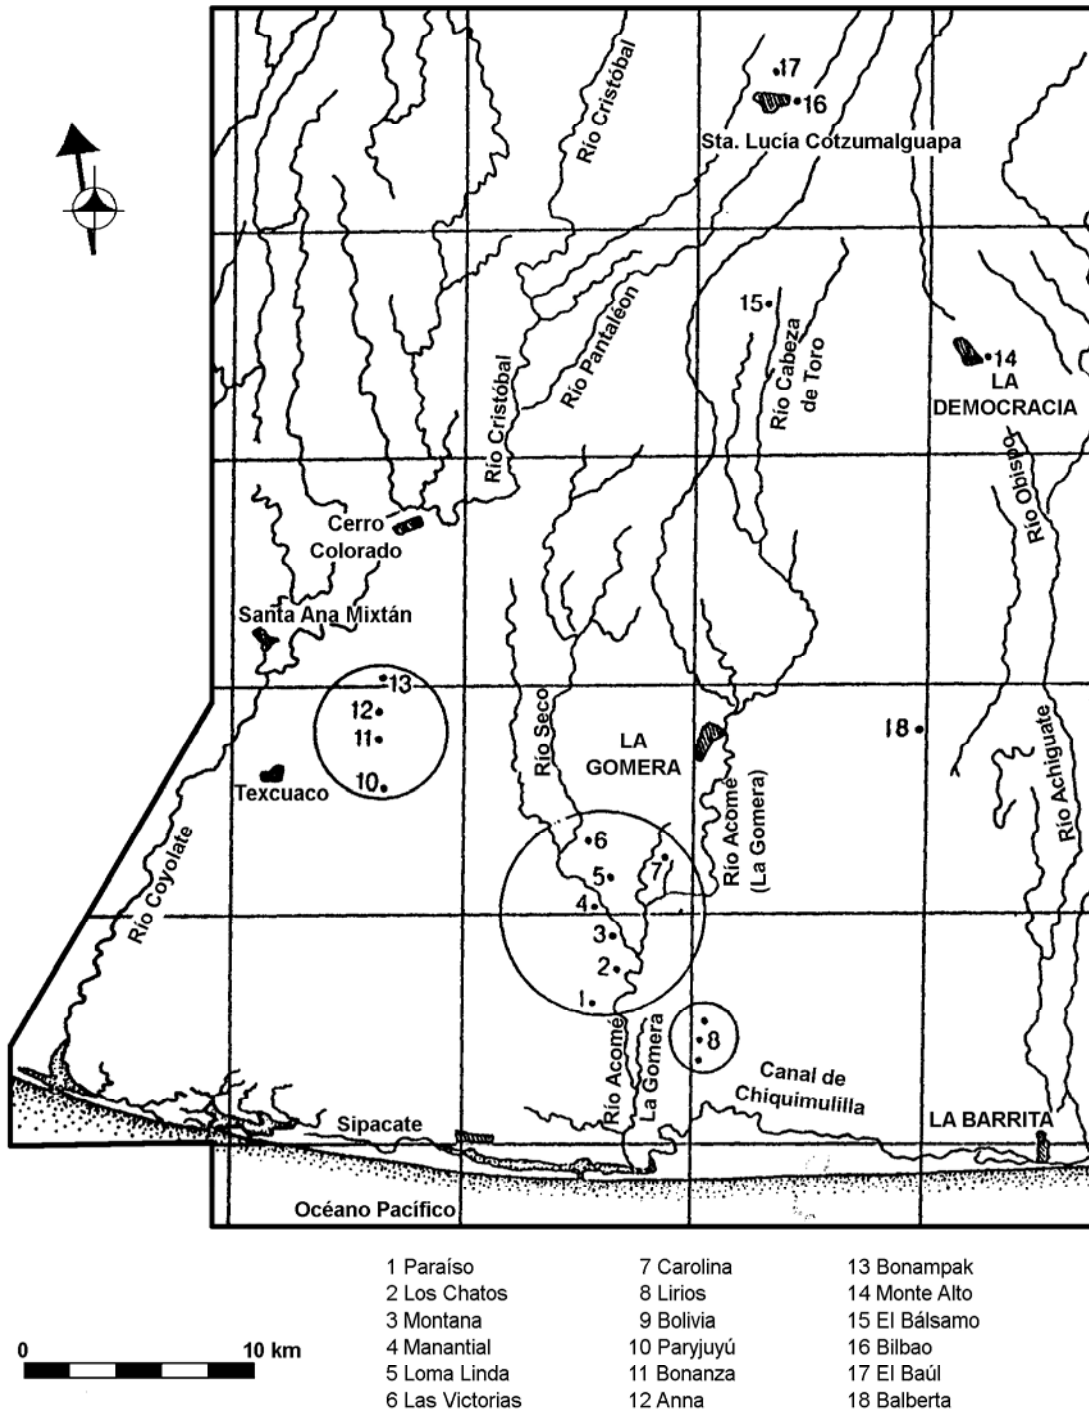 Río Cristóbal
17
16
Sta. Lucía Cotzumalguapa
15
Río Pantaléon
Río Cristóbal
Río Cabeza
de Toro
14
LA
DEMOCRACIA
Río Obispo
Cerro
Colorado
Santa Ana Mixtán
13
12
11
10
Texcuaco
Río Seco
LA
GOMERA
18
Río Acomé
(La Gomera)
Río Achiguate
Río Coyolate
6
5
7
4
3
2
1
8
Río Acomé
La Gomera
Canal de
Chiquimulilla
Sipacate
LA BARRITA
Océano Pacífico
0 10 km
1 Paraíso
2 Los Chatos
3 Montana
4 Manantial
5 Loma Linda
6 Las Victorias
7 Carolina
8 Lirios
9 Bolivia
10 Paryjuyú
11 Bonanza
12 Anna
13 Bonampak
14 Monte Alto
15 El Bálsamo
16 Bilbao
17 El Baúl
18 Balberta